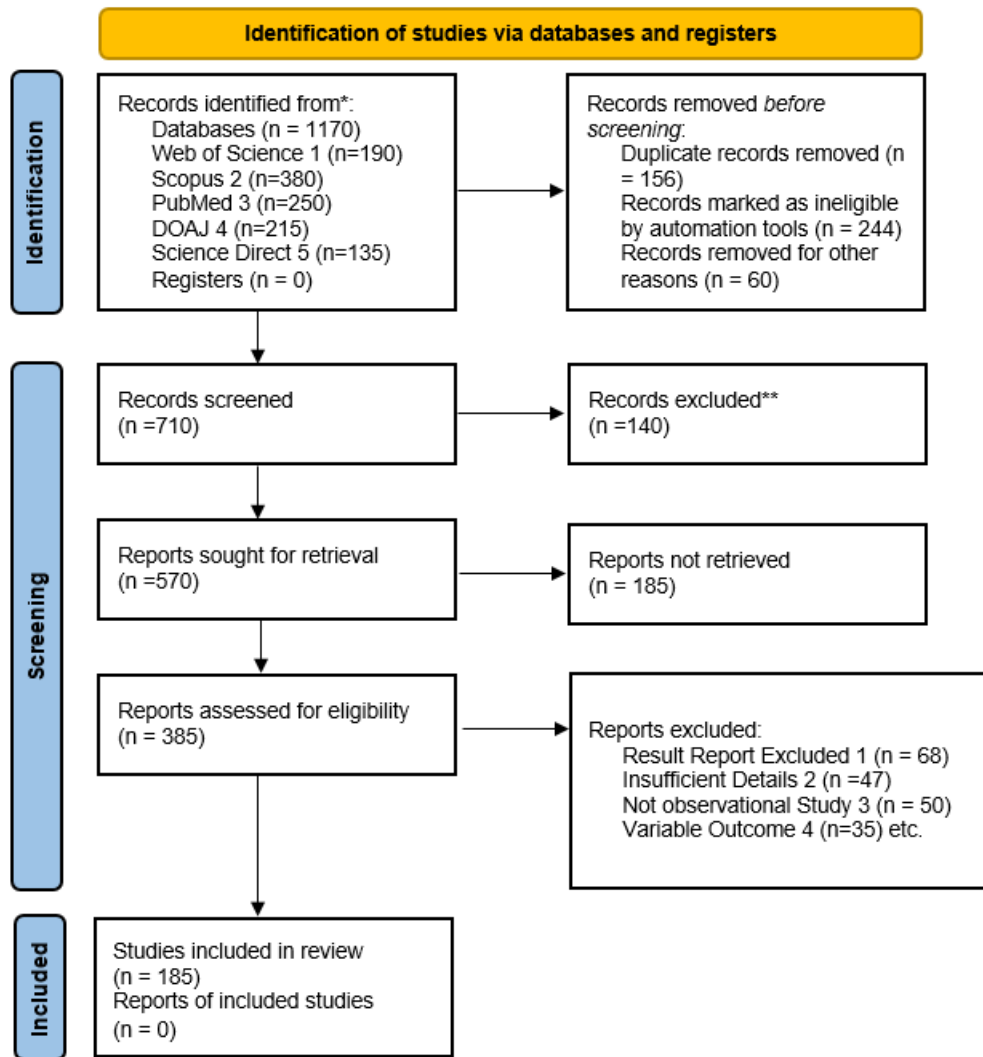 Identification of studies via databases and registers
Identification
Records identified from*:
Databases (n = 1170)
Web of Science 1 (n=190)
Scopus 2 (n=380)
PubMed 3 (n=250)
DOAJ 4 (n=215)
Science Direct 5 (n=135)
Registers (n = 0)
Records removed before
screening:
Duplicate records removed (n
= 156)
Records marked as ineligible
by automation tools (n = 244)
Records removed for other
reasons (n = 60)
Screening
Records screened
(n =710)
Records excluded**
(n =140)
Reports sought for retrieval
(n =570)
Reports not retrieved
(n = 185)
Reports assessed for eligibility
(n = 385)
Reports excluded:
Result Report Excluded 1 (n = 68)
Insufficient Details 2 (n =47)
Not observational Study 3 (n = 50)
Variable Outcome 4 (n=35) etc.
Included
Studies included in review
(n = 185)
Reports of included studies
(n = 0)